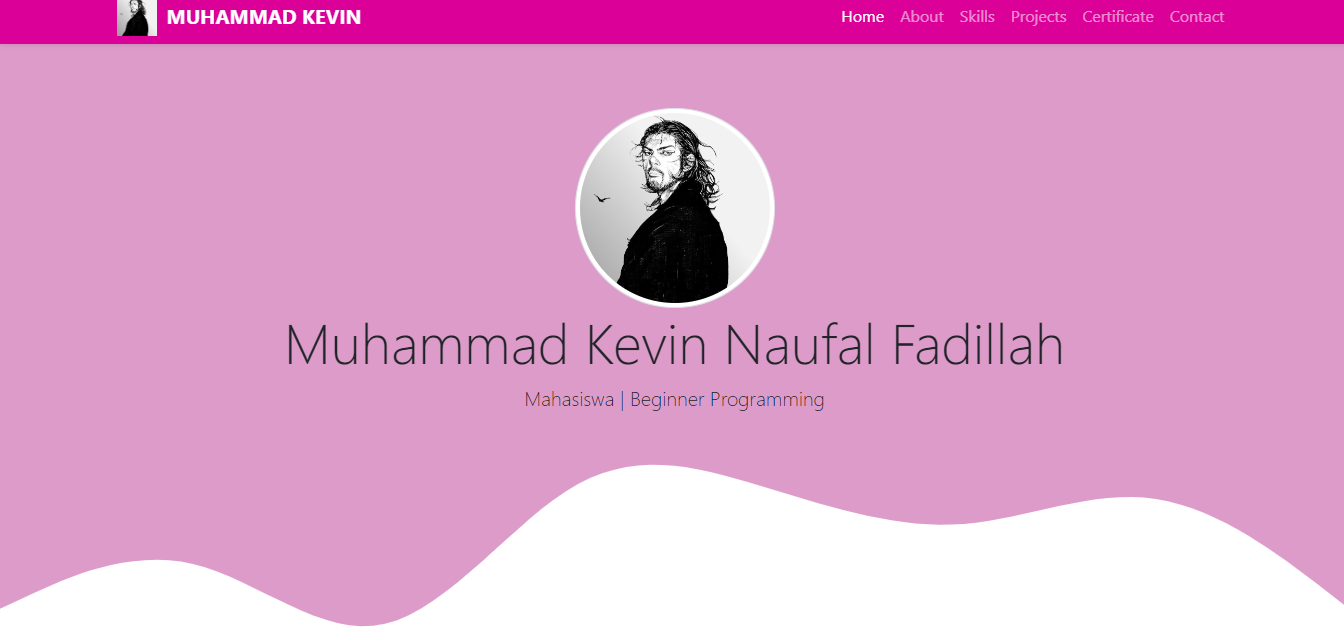 MUHAMMAD KEVIN
Home About Skills Projects Certificate Contact
Muhammad Kevin Naufal Fadillah
Mahasiswa | Beginner Programming